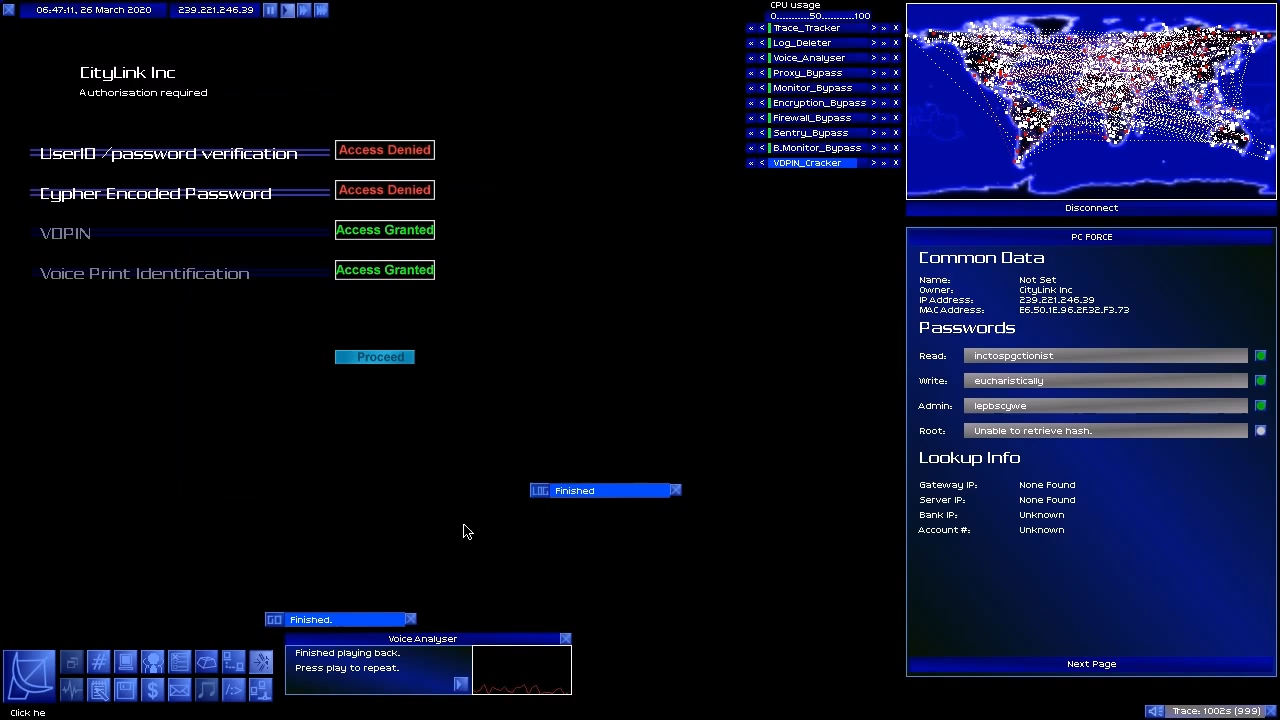 06:47:11, 26 March 2020
239.221.246.39
CityLink Inc
Authorisation required
UserID /password verification
Access Denied
Cypher Encoded Password
Access Denied
VDPIN
Access Granted
Voice Print Identification
Access Granted
Proceed
LOG Finished
GO Finished.
Voice Analyser
Finished playing back.
Press play to repeat.
Click he
CPU usage
0...........50..........100
« < Trace_Tracker > » x
« < Log_Deleter > » x
« < Voice_Analyser > » x
« < Proxy_Bypass > » x
« < Monitor_Bypass > » x
« < Encryption_Bypass > » x
« < Firewall_Bypass > » x
« < Sentry_Bypass > » x
« < B.Monitor_Bypass > » x
« < VDPIN_Cracker > » x
Disconnect
PC FORCE
Common Data
Name: Not Set
Owner: CityLink Inc
IP Address: 239.221.246.39
MAC Address: E6.50.1E.96.2F.32.F3.73
Passwords
Read: inctospgctionist
Write: eucharistically
Admin: lepbscywe
Root: Unable to retrieve hash.
Lookup Info
Gateway IP: None Found
Server IP: None Found
Bank IP: Unknown
Account #: Unknown
Next Page
Trace: 1002s (999)